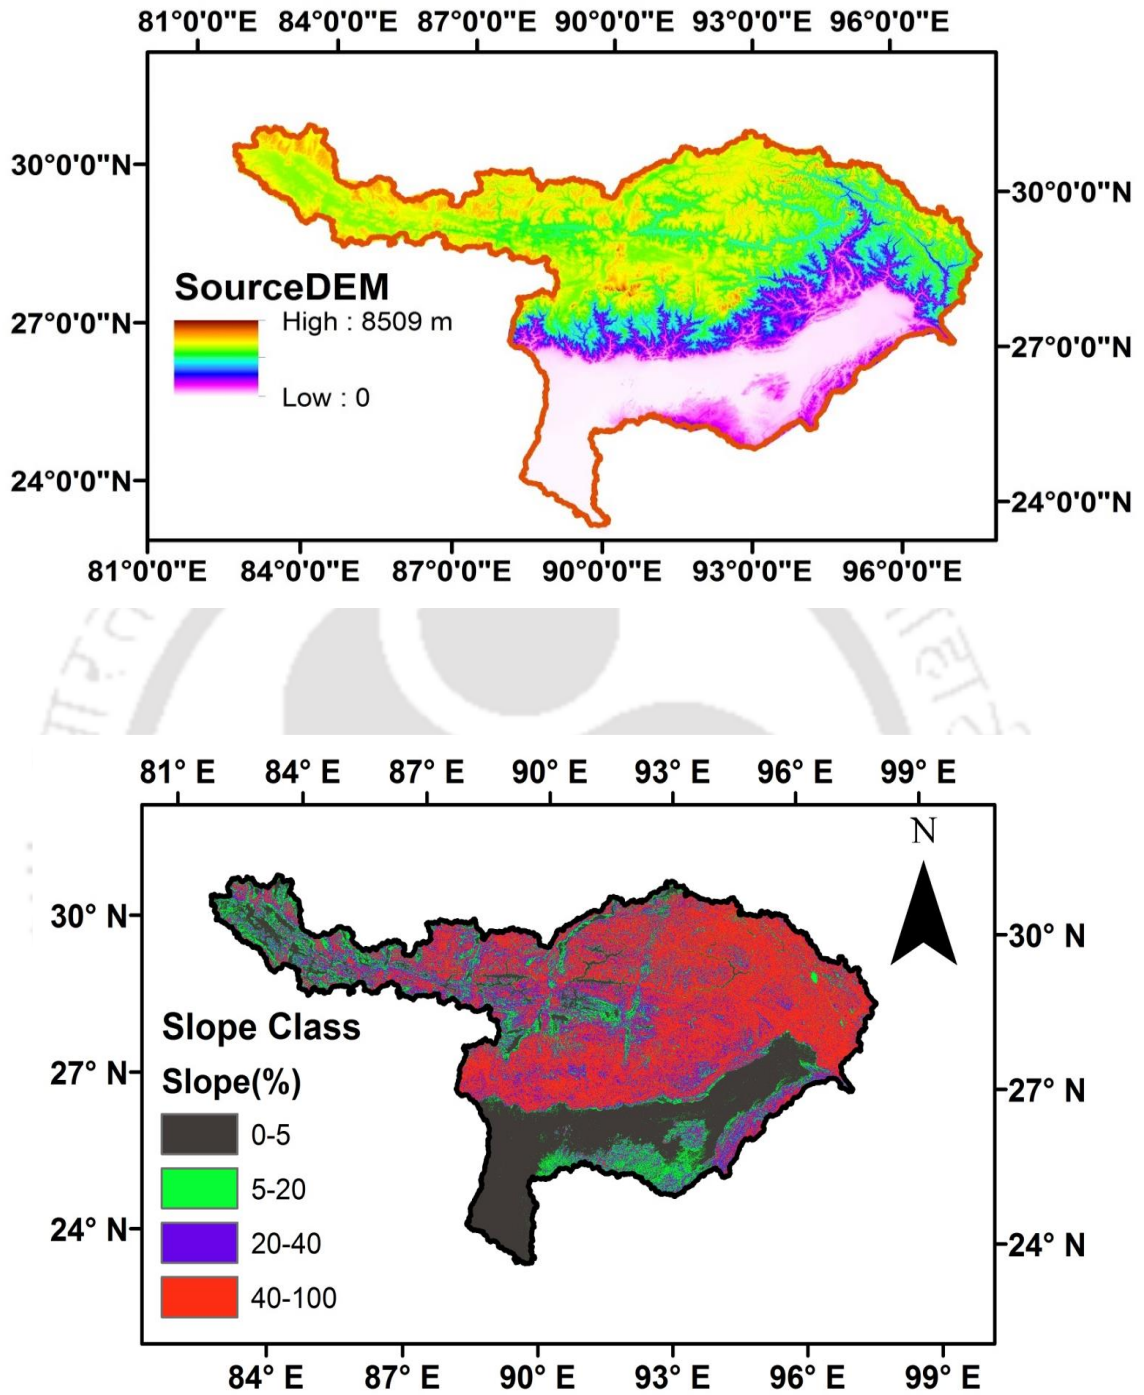 81°0'0"E 84°0'0"E 87°0'0"E 90°0'0"E 93°0'0"E 96°0'0"E
30°0'0"N
30°0'0"N
SourceDEM
High : 8509 m
27°0'0"N
27°0'0"N
Low : 0
24°0'0"N
24°0'0"N
81°0'0"E 84°0'0"E 87°0'0"E 90°0'0"E 93°0'0"E 96°0'0"E
81° E 84° E 87° E 90° E 93° E 96° E 99° E
N
30° N
30° N
Slope Class
27° N
Slope(%)
27° N
0-5
5-20
24° N
20-40
24° N
40-100
84° E 87° E 90° E 93° E 96° E 99° E